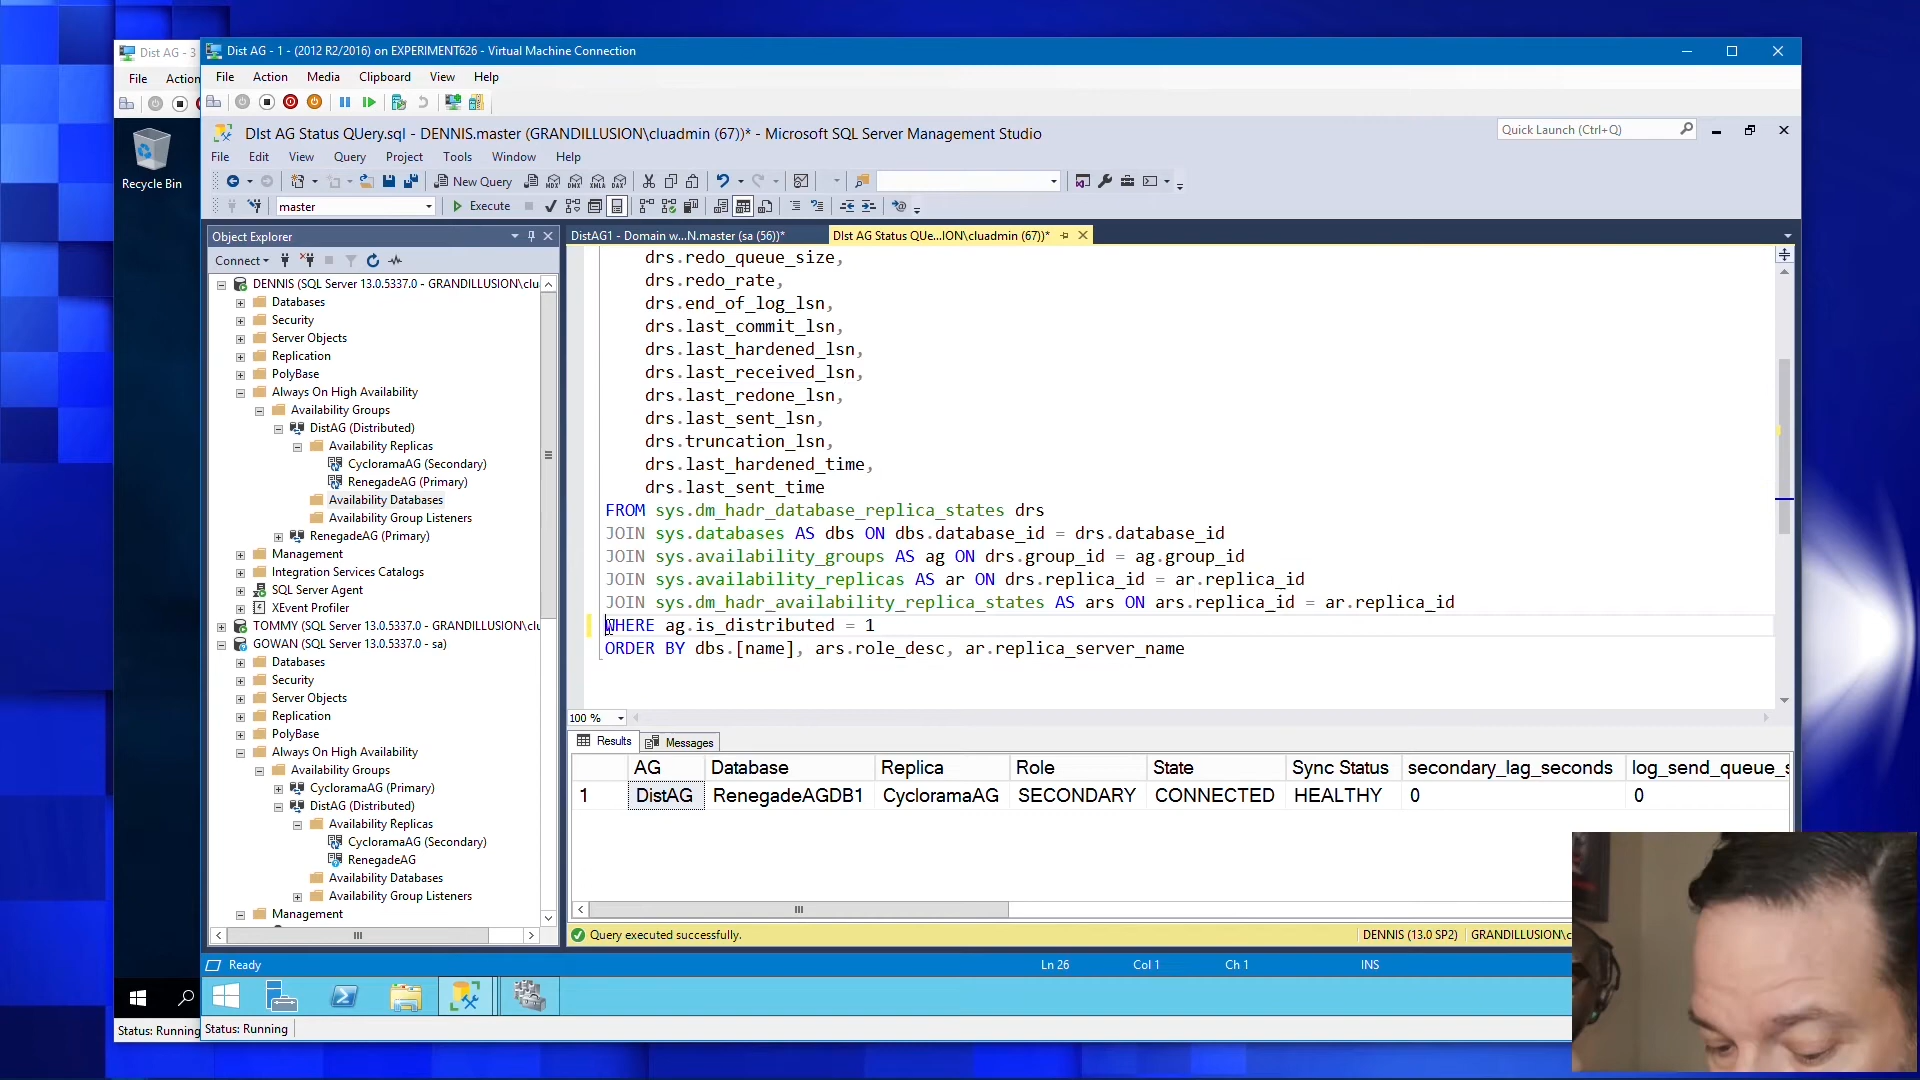 Dist AG - 3
File
Action
Recycle Bin
Status: Running
Dist AG - 1 - (2012 R2/2016) on EXPERIMENT626 - Virtual Machine Connection
File Action Media Clipboard View Help
DIst AG Status QUery.sql - DENNIS.master (GRANDILLUSION\cluadmin (67))* - Microsoft SQL Server Management Studio
Quick Launch (Ctrl+Q)
File Edit View Query Project Tools Window Help
New Query
MDX DMX XMLA DAX
master
Execute
Object Explorer
Connect
DENNIS (SQL Server 13.0.5337.0 - GRANDILLUSION\clu
Databases
Security
Server Objects
Replication
PolyBase
Always On High Availability
Availability Groups
DistAG (Distributed)
Availability Replicas
CycloramaAG (Secondary)
RenegadeAG (Primary)
Availability Databases
Availability Group Listeners
RenegadeAG (Primary)
Management
Integration Services Catalogs
SQL Server Agent
XEvent Profiler
TOMMY (SQL Server 13.0.5337.0 - GRANDILLUSION\clu
GOWAN (SQL Server 13.0.5337.0 - sa)
Databases
Security
Server Objects
Replication
PolyBase
Always On High Availability
Availability Groups
CycloramaAG (Primary)
DistAG (Distributed)
Availability Replicas
CycloramaAG (Secondary)
RenegadeAG
Availability Databases
Availability Group Listeners
Management
DistAG1 - Domain w...N.master (sa (56))*
DIst AG Status QUe...ION\cluadmin (67))*
drs.redo_queue_size,
drs.redo_rate,
drs.end_of_log_lsn,
drs.last_commit_lsn,
drs.last_hardened_lsn,
drs.last_received_lsn,
drs.last_redone_lsn,
drs.last_sent_lsn,
drs.truncation_lsn,
drs.last_hardened_time,
drs.last_sent_time
FROM sys.dm_hadr_database_replica_states drs
JOIN sys.databases AS dbs ON dbs.database_id = drs.database_id
JOIN sys.availability_groups AS ag ON drs.group_id = ag.group_id
JOIN sys.availability_replicas AS ar ON drs.replica_id = ar.replica_id
JOIN sys.dm_hadr_availability_replica_states AS ars ON ars.replica_id = ar.replica_id
WHERE ag.is_distributed = 1
ORDER BY dbs.[name], ars.role_desc, ar.replica_server_name
100 %
Results Messages
AG Database Replica Role State Sync Status secondary_lag_seconds log_send_queue_s
1 DistAG RenegadeAGDB1 CycloramaAG SECONDARY CONNECTED HEALTHY 0 0
Query executed successfully.
DENNIS (13.0 SP2) GRANDILLUSION\c
Ready
Ln 26 Col 1 Ch 1 INS
Status: Running